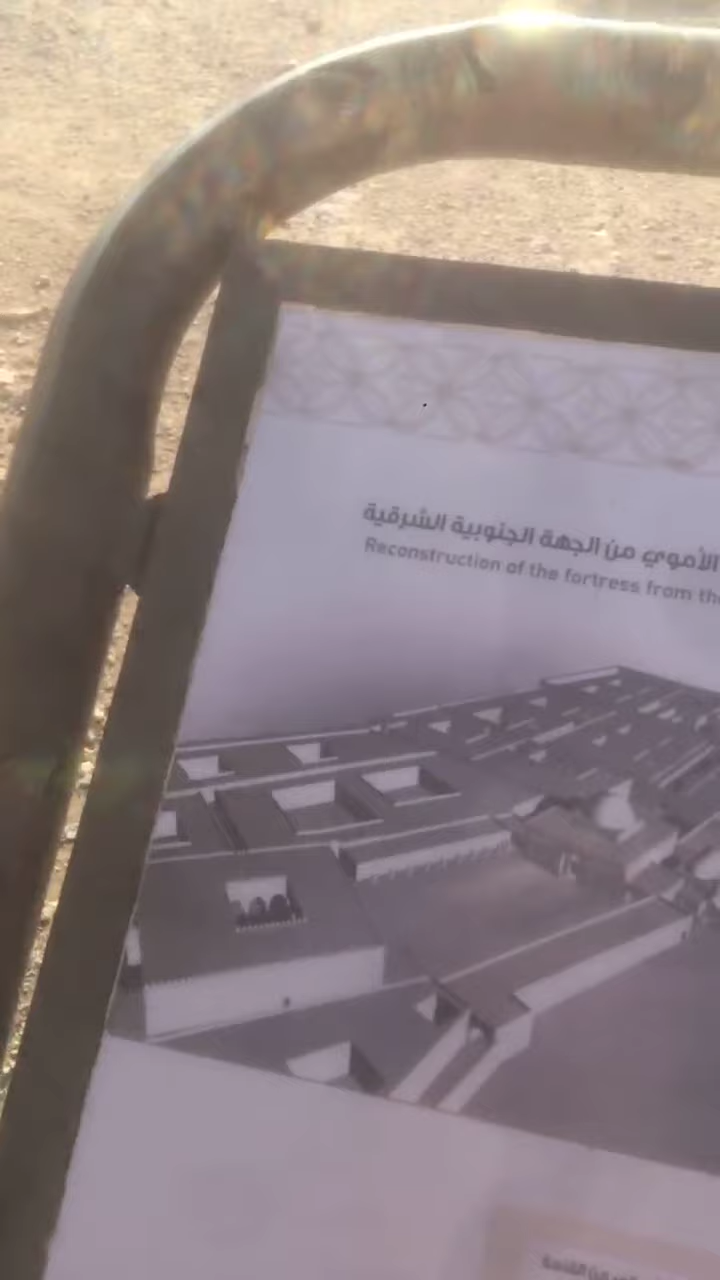 الأموي من الجهة الجنوبية الشرقية
Reconstruction of the fortress from the